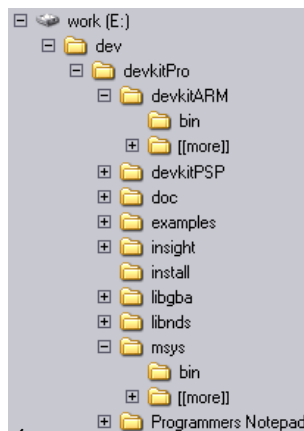 work (E:)
dev
devkitPro
devkitARM
bin
[[more]]
devkitPSP
doc
examples
insight
install
libgba
libnds
msys
bin
[[more]]
Programmers Notepad